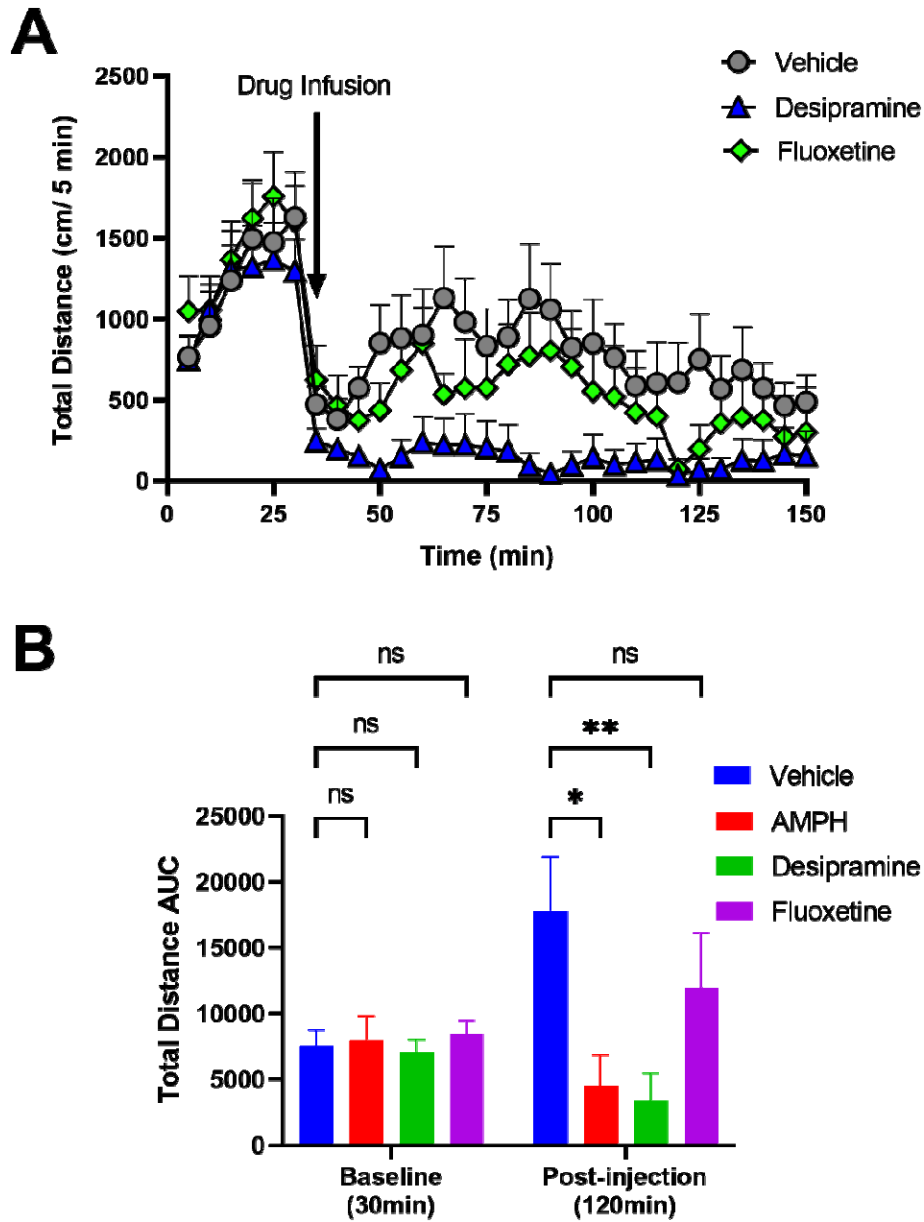 A
Drug Infusion
Vehicle
Desipramine
Fluoxetine
Total Distance (cm/ 5 min)
2500
2000
1500
1000
500
0
0 25 50 75 100 125 150
Time (min)
B
ns ns
ns **
ns *
Vehicle
AMPH
Desipramine
Fluoxetine
Total Distance AUC
25000
20000
15000
10000
5000
0
Baseline Post-injection
(30min) (120min)